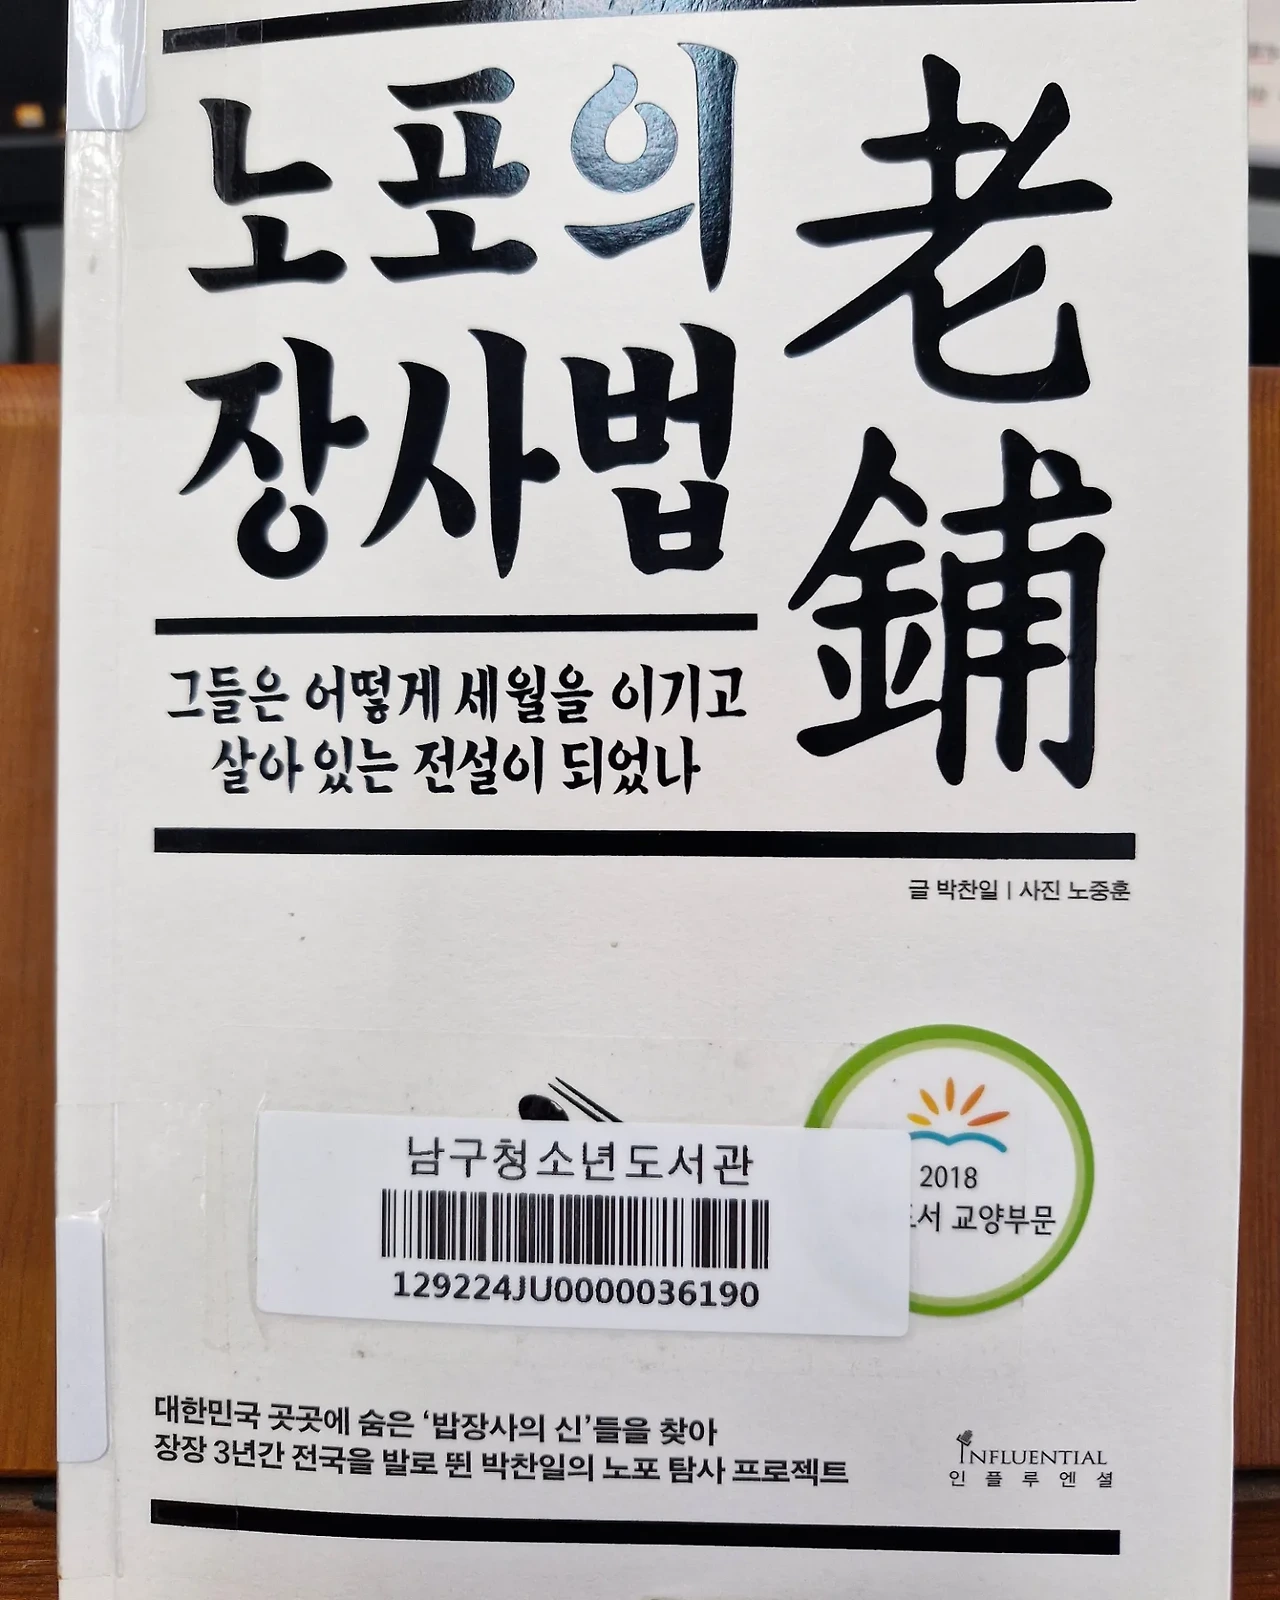 노포의
장사법
老鋪
그들은 어떻게 세월을 이기고
살아 있는 전설이 되었나
글 박찬일 | 사진 노중훈
남구청소년도서관
129224JU0000036190
2018
교양부문
대한민국 곳곳에 숨은 ‘밥장사의 신’들을 찾아
장장 3년간 전국을 발로 뛴 박찬일의 노포 탐사 프로젝트
INFLUENTIAL
인플루엔셜